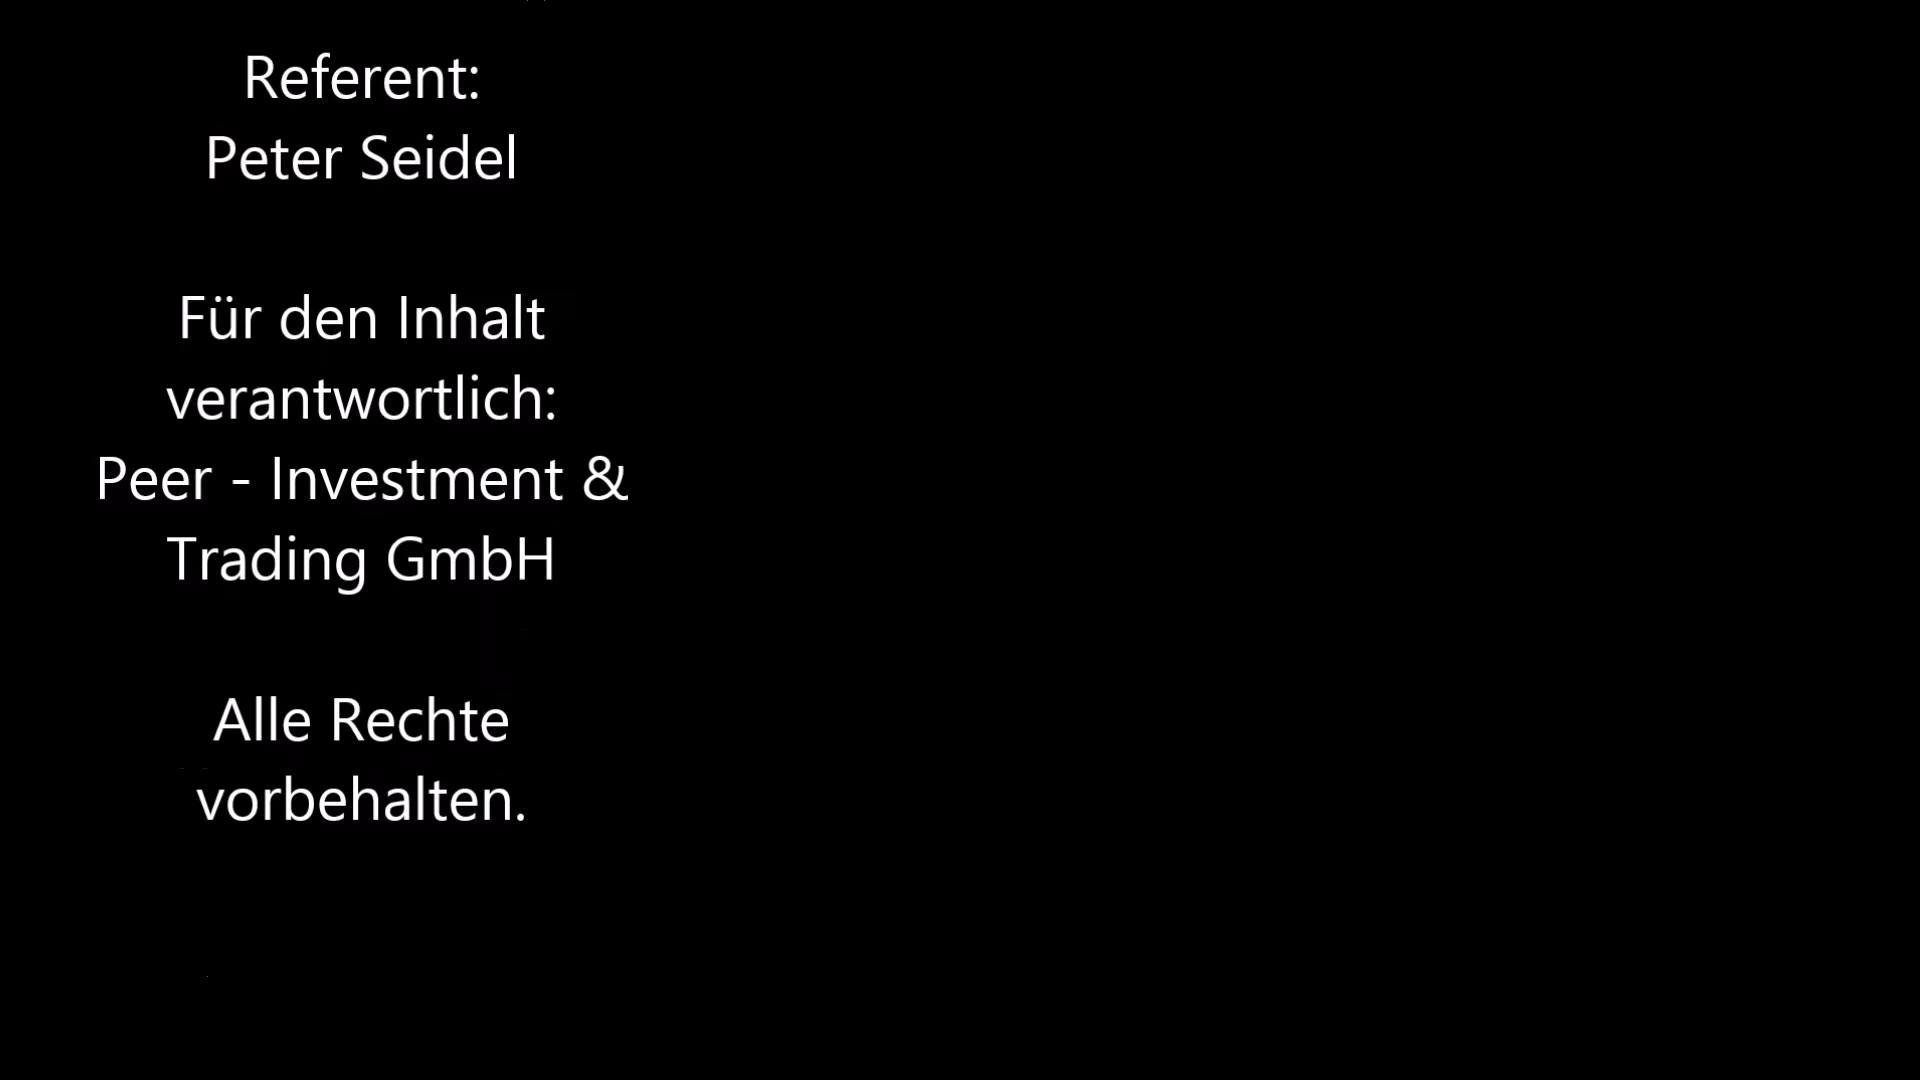 Referent:
Peter Seidel
Für den Inhalt
verantwortlich:
Peer - Investment &
Trading GmbH
Alle Rechte
vorbehalten.